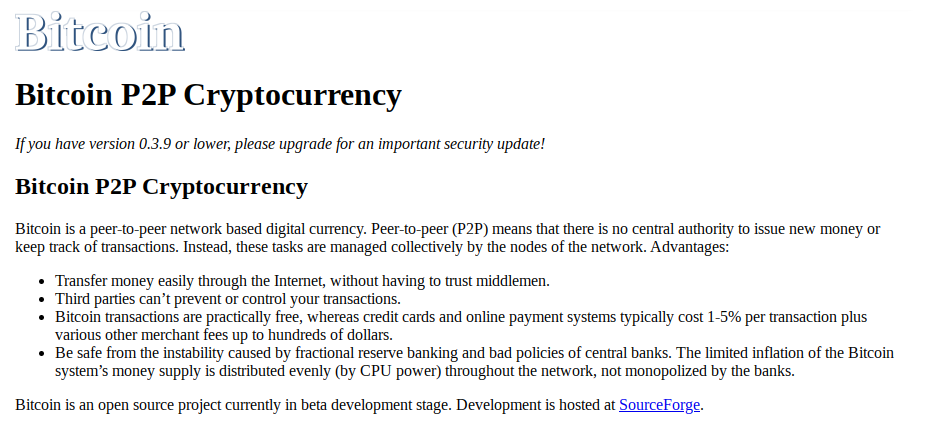 Bitcoin
Bitcoin P2P Cryptocurrency
If you have version 0.3.9 or lower, please upgrade for an important security update!
Bitcoin P2P Cryptocurrency
Bitcoin is a peer-to-peer network based digital currency. Peer-to-peer (P2P) means that there is no central authority to issue new money or
keep track of transactions. Instead, these tasks are managed collectively by the nodes of the network. Advantages:
• Transfer money easily through the Internet, without having to trust middlemen.
• Third parties can’t prevent or control your transactions.
• Bitcoin transactions are practically free, whereas credit cards and online payment systems typically cost 1-5% per transaction plus
various other merchant fees up to hundreds of dollars.
• Be safe from the instability caused by fractional reserve banking and bad policies of central banks. The limited inflation of the Bitcoin
system’s money supply is distributed evenly (by CPU power) throughout the network, not monopolized by the banks.
Bitcoin is an open source project currently in beta development stage. Development is hosted at SourceForge.